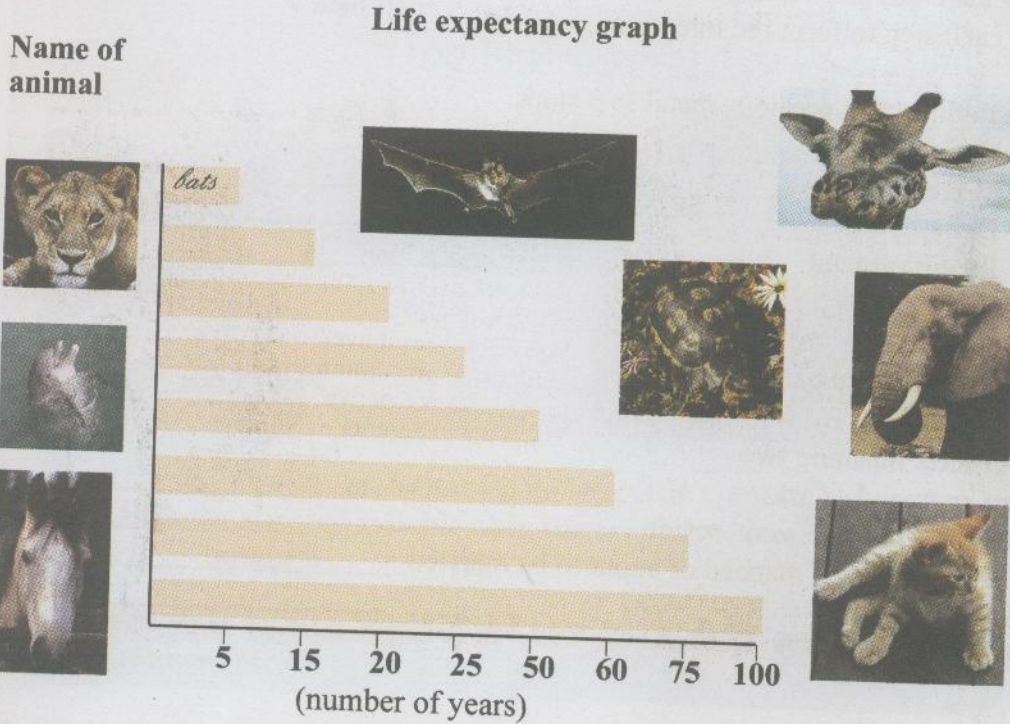 Life expectancy graph
Name of
animal
bats
5 15 20 25 50 60 75 100
(number of years)